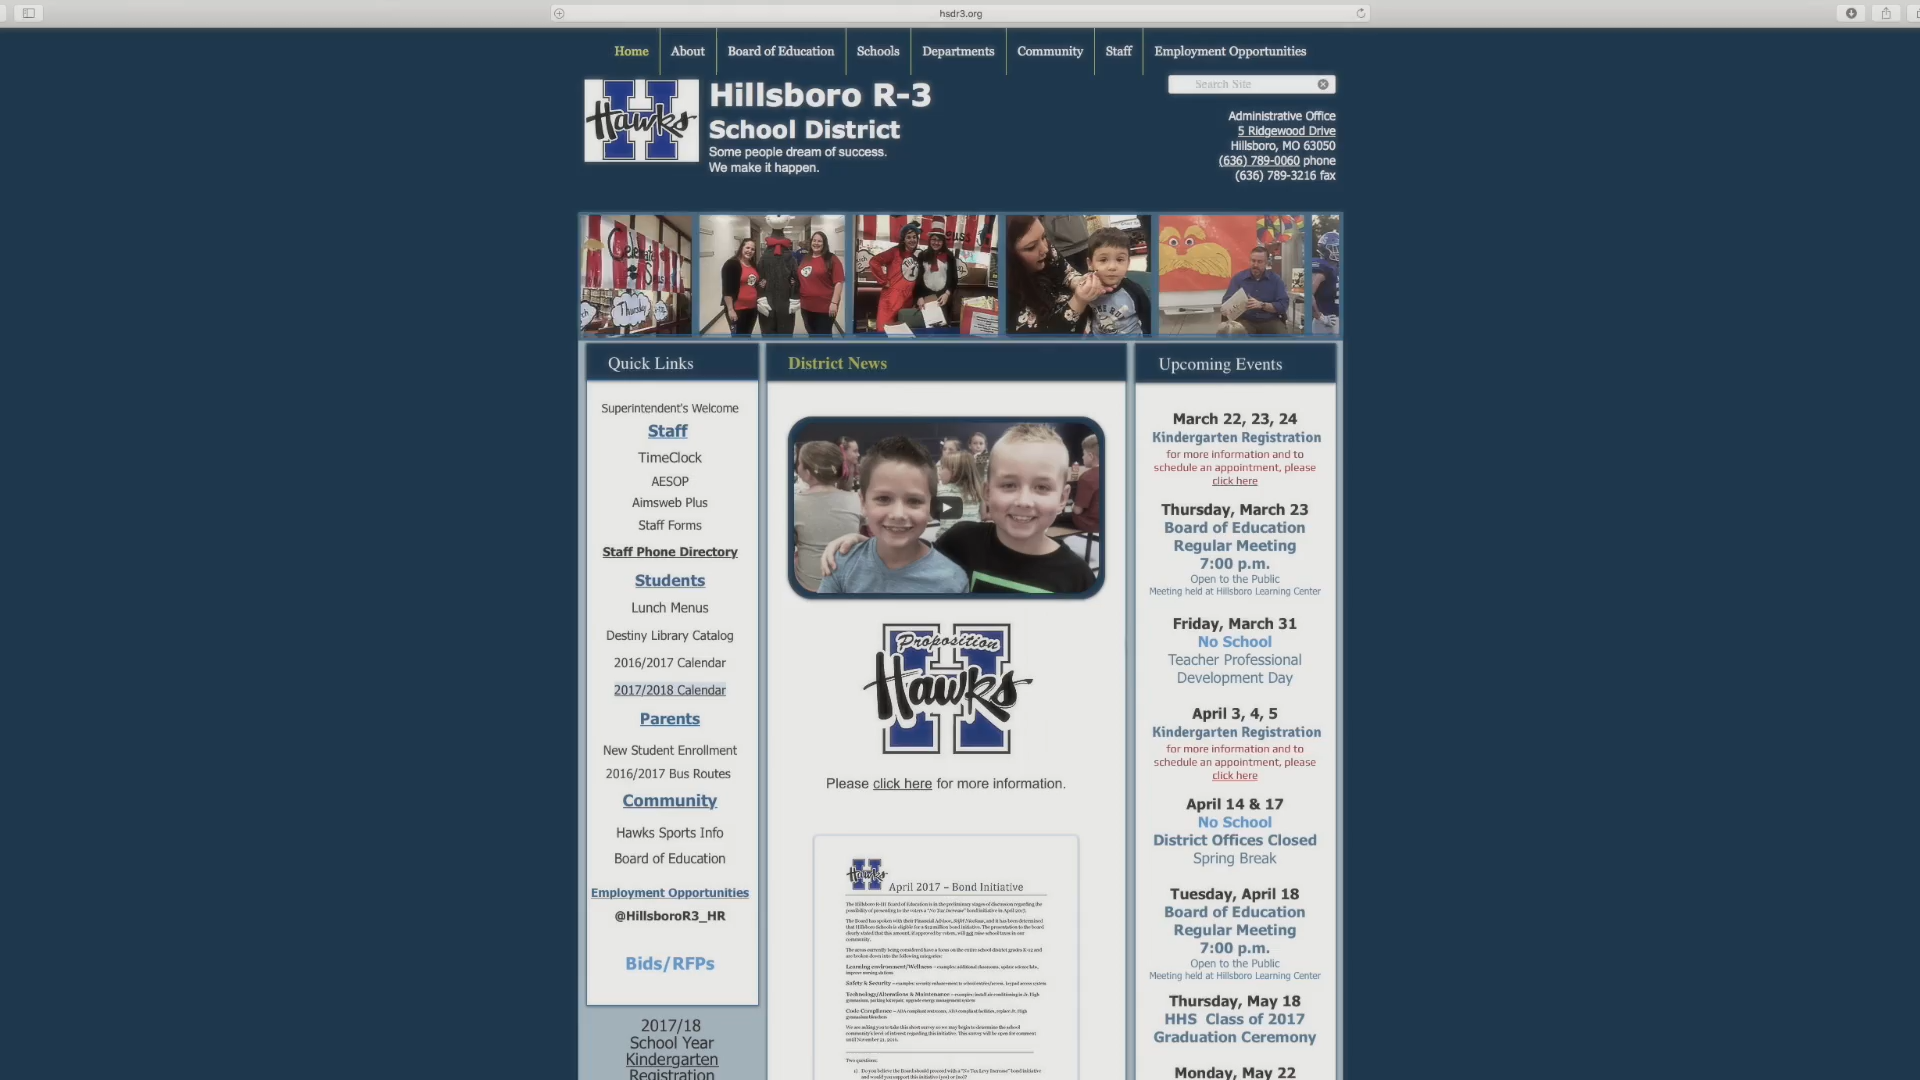 hsdr3.org
Home
About
Board of Education
Schools
Departments
Community
Staff
Employment Opportunities
Hawks
Hillsboro R-3
School District
Some people dream of success.
We make it happen.
Search Site
Administrative Office
5 Ridgewood Drive
Hillsboro, MO 63050
(636) 789-0060 phone
(636) 789-3216 fax
Quick Links
Superintendent's Welcome
Staff
TimeClock
AESOP
Aimsweb Plus
Staff Forms
Staff Phone Directory
Students
Lunch Menus
Destiny Library Catalog
2016/2017 Calendar
2017/2018 Calendar
Parents
New Student Enrollment
2016/2017 Bus Routes
Community
Hawks Sports Info
Board of Education
Employment Opportunities
@HillsboroR3_HR
Bids/RFPs
2017/18
School Year
Kindergarten
Registration
District News
Proposition
Hawks
Please click here for more information.
Hawks
April 2017 – Bond Initiative
Upcoming Events
March 22, 23, 24
Kindergarten Registration
for more information and to
schedule an appointment, please
click here
Thursday, March 23
Board of Education
Regular Meeting
7:00 p.m.
Open to the Public
Meeting held at Hillsboro Learning Center
Friday, March 31
No School
Teacher Professional
Development Day
April 3, 4, 5
Kindergarten Registration
for more information and to
schedule an appointment, please
click here
April 14 & 17
No School
District Offices Closed
Spring Break
Tuesday, April 18
Board of Education
Regular Meeting
7:00 p.m.
Open to the Public
Meeting held at Hillsboro Learning Center
Thursday, May 18
HHS Class of 2017
Graduation Ceremony
Monday, May 22